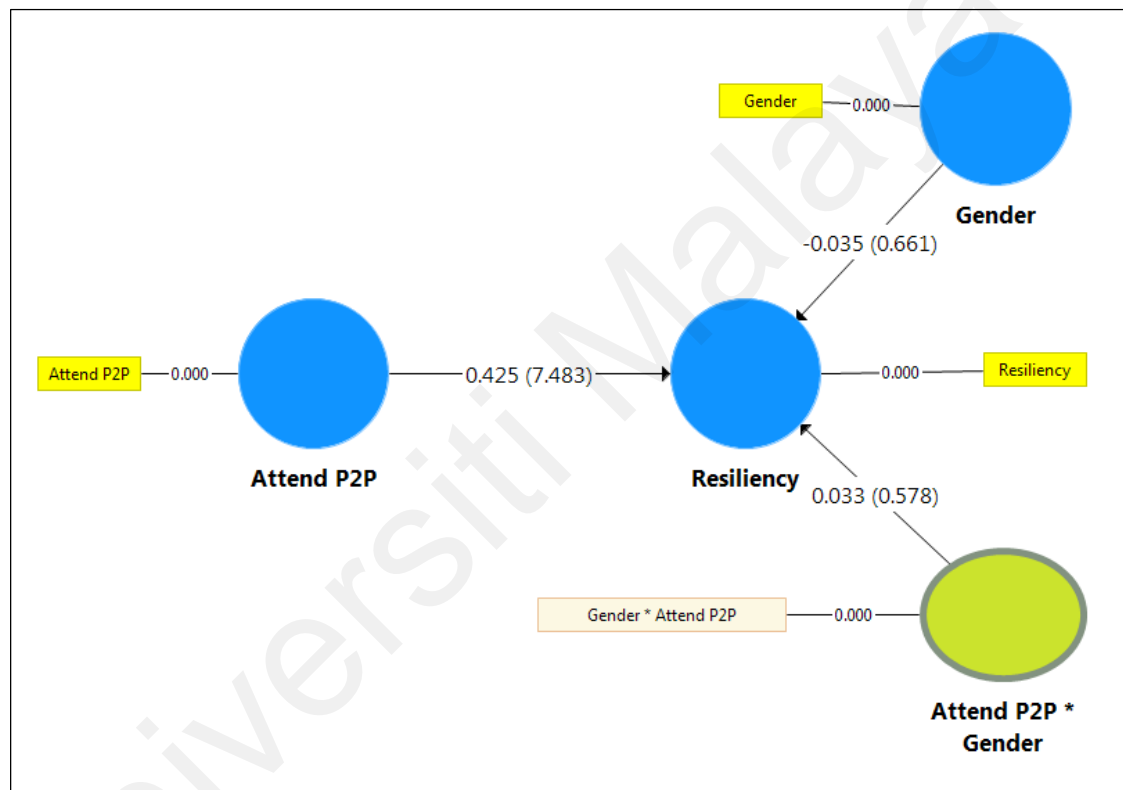 Gender
0.000
Gender
-0.035 (0.661)
Attend P2P
0.000
Attend P2P
0.425 (7.483)
Resiliency
0.000
Resiliency
0.033 (0.578)
Gender * Attend P2P
0.000
Attend P2P *
Gender
niversiti Malaya